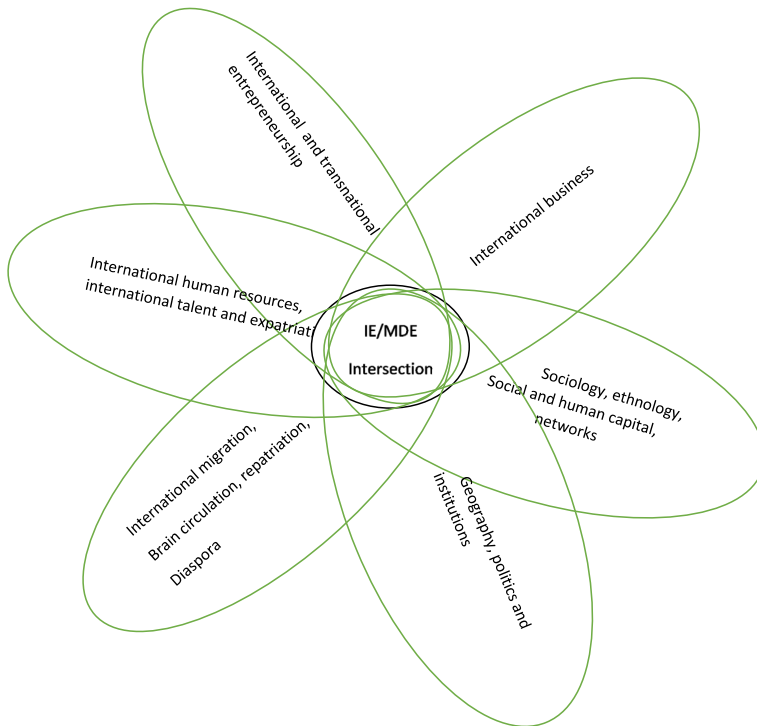 International and transnational
entrepreneurship
International business
International human resources,
international talent and expatriati
IE/MDE
Intersection
Sociology, ethnology,
Social and human capital,
networks
International migration,
Brain circulation, repatriation,
Diaspora
Geography, politics and
institutions